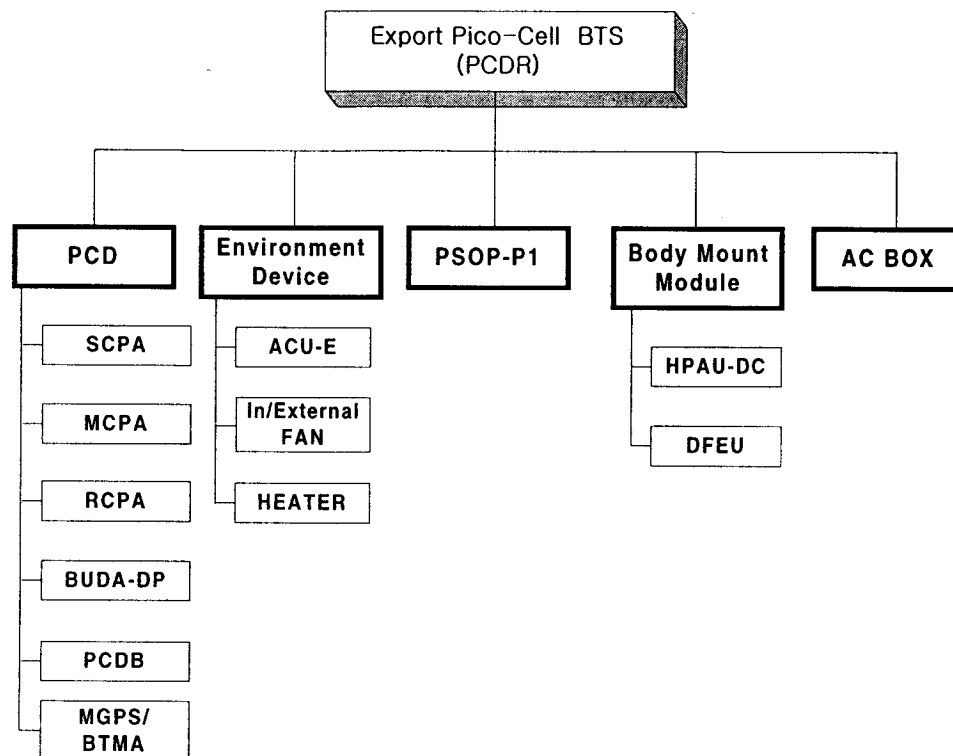 Export Pico-Cell BTS
(PCDR)
PCD
Environment
Device
PSOP-P1
Body Mount
Module
AC BOX
SCPA
MCPA
RCPA
BUDA-DP
PCDB
MGPS/
BTMA
ACU-E
In/External
FAN
HEATER
HPAU-DC
DFEU